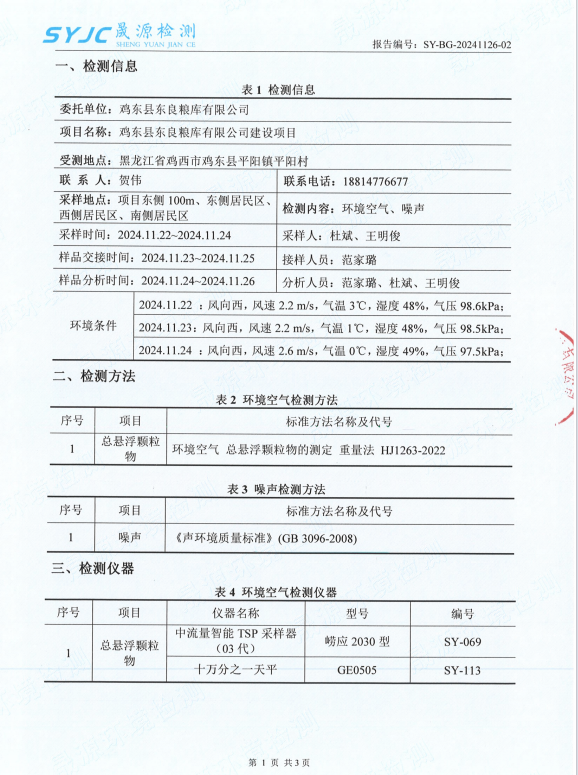 SYJC 晟源检测
SHENG YUAN JIAN CE
报告编号：SY-BG-20241126-02
一、检测信息
表 1 检测信息
委托单位：鸡东县东良粮库有限公司
项目名称：鸡东县东良粮库有限公司建设项目
受测地点：黑龙江省鸡西市鸡东县平阳镇平阳村
联 系 人：贺伟 联系电话：18814776677
采样地点：项目东侧 100m、东侧居民区、
西侧居民区、南侧居民区
检测内容：环境空气、噪声
采样时间：2024.11.22~2024.11.24 采样人：杜斌、王明俊
样品交接时间：2024.11.23~2024.11.25 接样人员：范家璐
样品分析时间：2024.11.24~2024.11.26 分析人员：范家璐、杜斌、王明俊
环境条件
2024.11.22 ：风向西，风速 2.2 m/s，气温 3℃，湿度 48%，气压 98.6kPa；
2024.11.23：风向西，风速 2.2 m/s，气温 1℃，湿度 48%，气压 98.5kPa；
2024.11.24 ：风向西，风速 2.6 m/s，气温 0℃，湿度 49%，气压 97.5kPa；
二、检测方法
表 2 环境空气检测方法
序号 项目 标准方法名称及代号
1 总悬浮颗粒
物
环境空气 总悬浮颗粒物的测定 重量法 HJ1263-2022
表 3 噪声检测方法
序号 项目 标准方法名称及代号
1 噪声 《声环境质量标准》(GB 3096-2008)
三、检测仪器
表 4 环境空气检测仪器
序号 项目 仪器名称 型号 编号
1 总悬浮颗粒
物
中流量智能 TSP 采样器
（03 代）
崂应 2030 型 SY-069
十万分之一天平 GE0505 SY-113
第 1 页 共 3 页